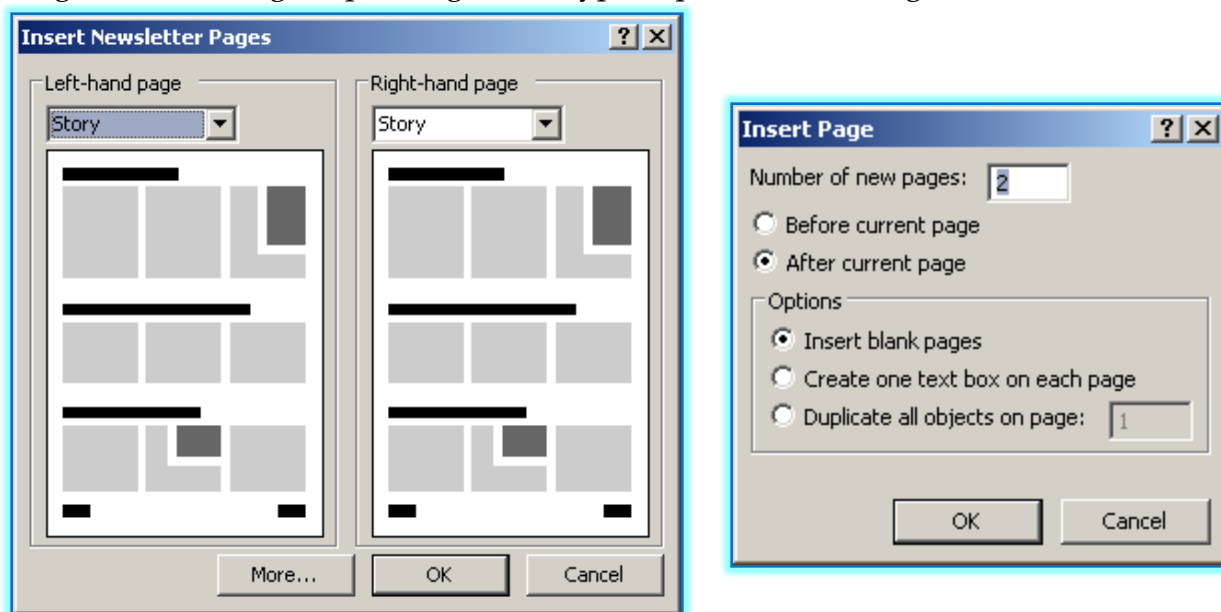 Insert Newsletter Pages
Left-hand page
Right-hand page
Story
Story
More...
OK
Cancel
Insert Page
Number of new pages: 2
Before current page
After current page
Options
Insert blank pages
Create one text box on each page
Duplicate all objects on page: 1
OK
Cancel